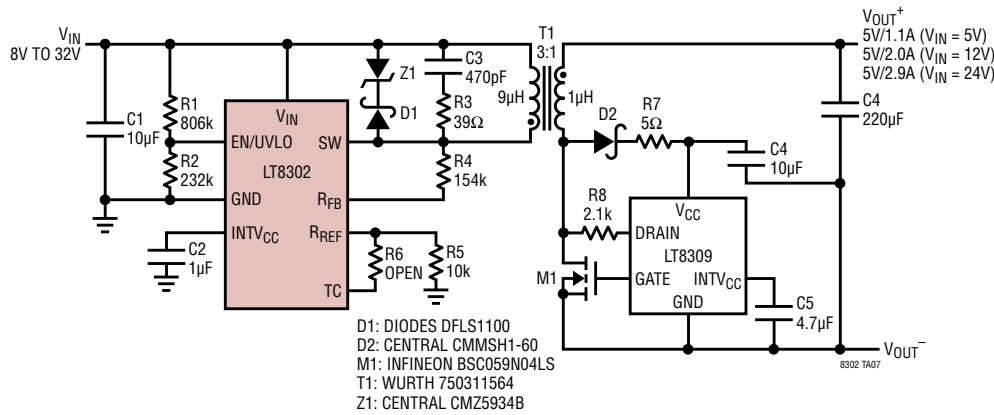 VIN
8V TO 32V
C1
10µF
R1
806k
R2
232k
VIN
EN/UVLO
SW
LT8302
GND
RFB
INTVCC
RREF
TC
C2
1µF
Z1
D1
C3
470pF
R3
39Ω
R4
154k
R6
OPEN
R5
10k
T1
3:1
9µH
1µH
D2
R7
5Ω
R8
2.1k
C4
10µF
VCC
DRAIN
LT8309
GATE
INTVCC
GND
M1
C5
4.7µF
VOUT+
5V/1.1A (VIN = 5V)
5V/2.0A (VIN = 12V)
5V/2.9A (VIN = 24V)
C4
220µF
VOUT–
8302 TA07
D1: DIODES DFLS1100
D2: CENTRAL CMMSH1-60
M1: INFINEON BSC059N04LS
T1: WURTH 750311564
Z1: CENTRAL CMZ5934B